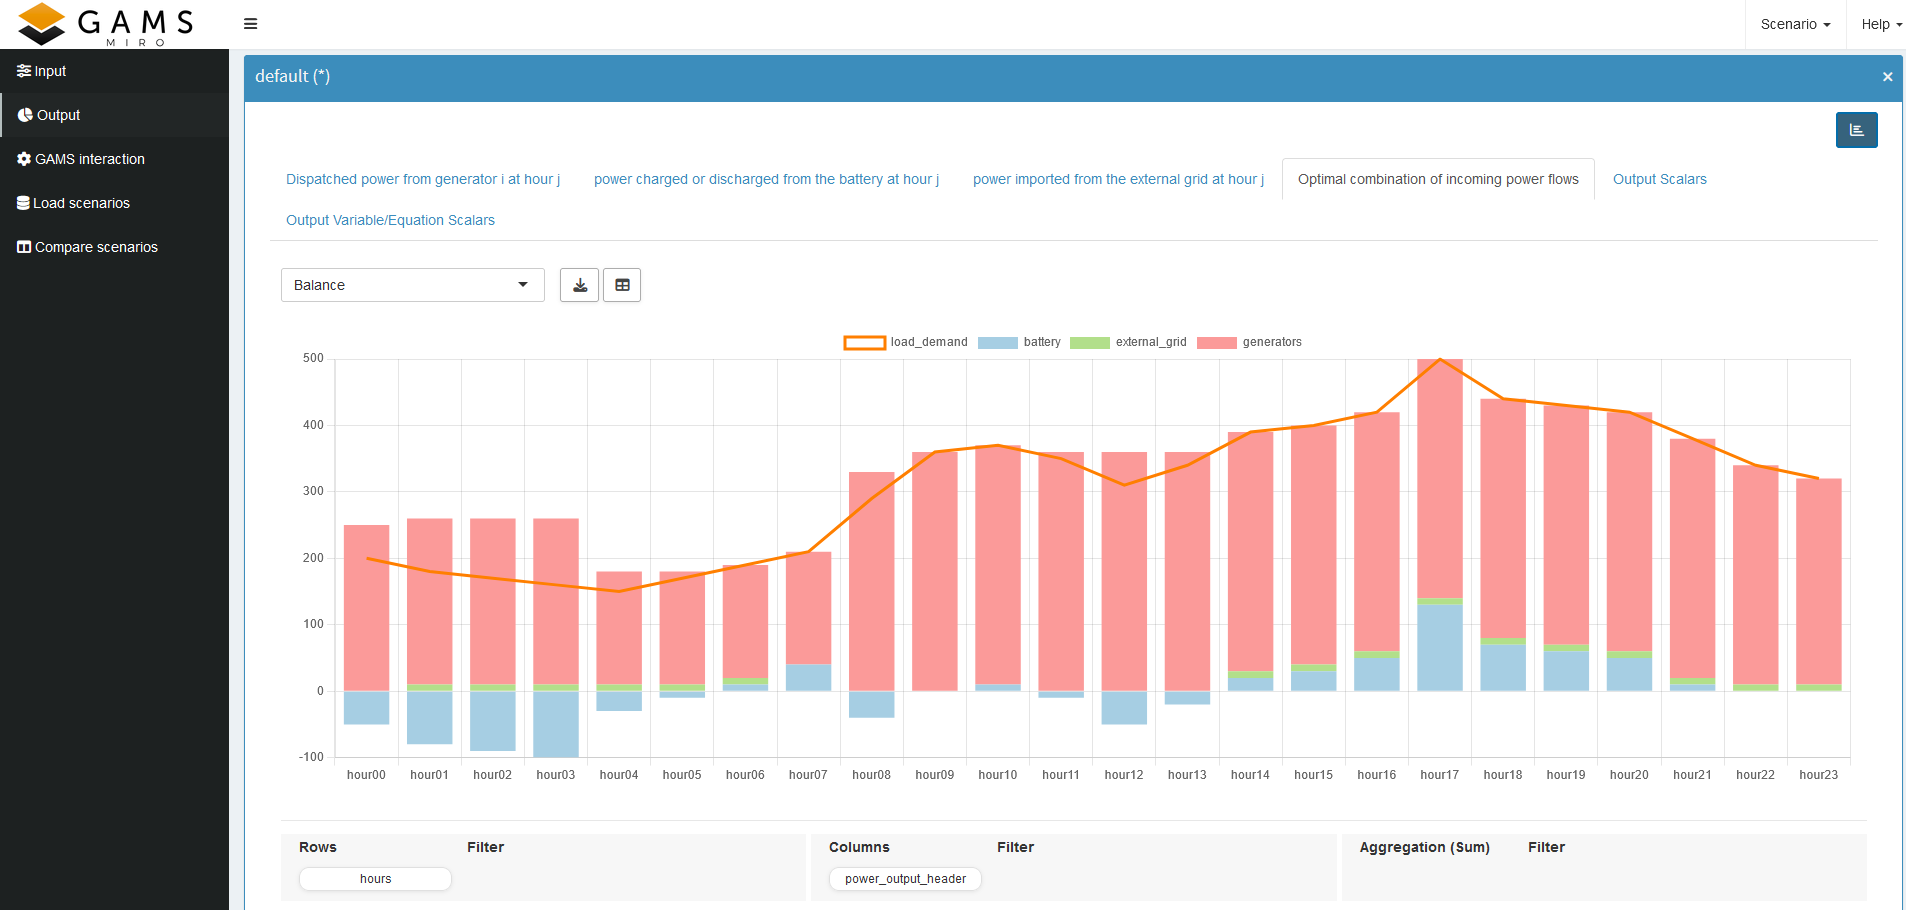 GAMS
MIRO
Scenario
Help
Input
Output
GAMS interaction
Load scenarios
Compare scenarios
default (*)
×
Dispatched power from generator i at hour j
power charged or discharged from the battery at hour j
power imported from the external grid at hour j
Optimal combination of incoming power flows
Output Scalars
Output Variable/Equation Scalars
Balance
load_demand battery external_grid generators
500
400
300
200
100
0
-100
hour00 hour01 hour02 hour03 hour04 hour05 hour06 hour07 hour08 hour09 hour10 hour11 hour12 hour13 hour14 hour15 hour16 hour17 hour18 hour19 hour20 hour21 hour22 hour23
Rows Filter Columns Filter Aggregation (Sum) Filter
hours power_output_header